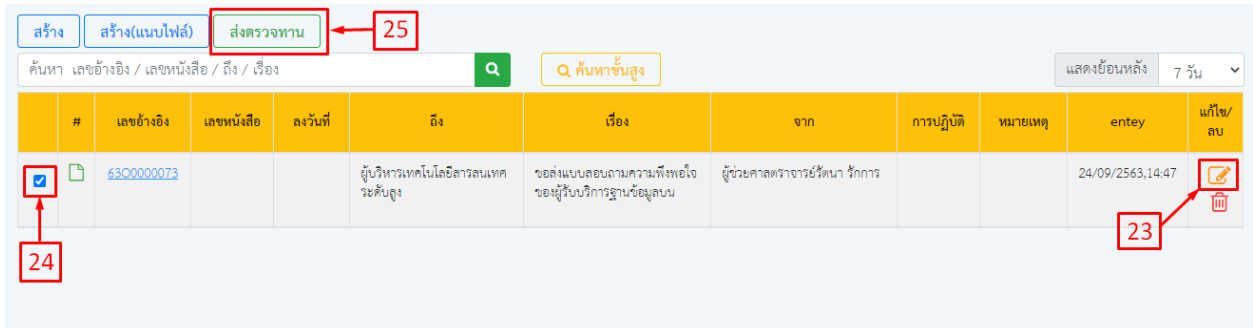 สร้าง สร้าง(แนบไฟล์) ส่งตรวจทาน 25
ค้นหา เลขอ้างอิง / เลขหนังสือ / ถึง / เรื่อง ค้นหาขั้นสูง แสดงย้อนหลัง 7 วัน
# เลขอ้างอิง เลขหนังสือ ลงวันที่ ถึง เรื่อง จาก การปฏิบัติ หมายเหตุ entey แก้ไข/
ลบ
6300000073 ผู้บริหารเทคโนโลยีสารสนเทศ ขอส่งแบบสอบถามความพึงพอใจ ผู้ช่วยศาสตราจารย์รัตนา รักการ 24/09/2563,14:47
ระดับสูง ของผู้รับบริการฐานข้อมูลบน
23
24